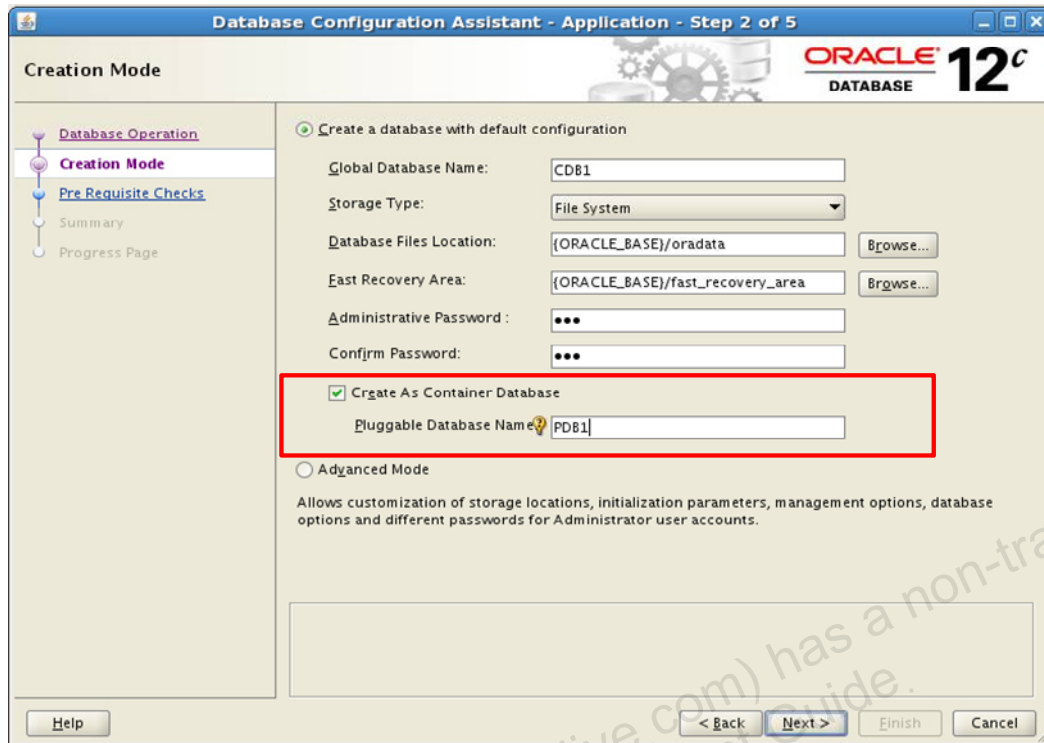 Database Configuration Assistant - Application - Step 2 of 5
Creation Mode
ORACLE
DATABASE
12c
Database Operation
Creation Mode
Pre Requisite Checks
Summary
Progress Page
Create a database with default configuration
Global Database Name: CDB1
Storage Type: File System
Database Files Location: {ORACLE_BASE}/oradata Browse...
Fast Recovery Area: {ORACLE_BASE}/fast_recovery_area Browse...
Administrative Password : •••
Confirm Password: •••
Create As Container Database
Pluggable Database Name PDB1
Advanced Mode
Allows customization of storage locations, initialization parameters, management options, database
options and different passwords for Administrator user accounts.
has a non-tra
com)
Guide.
Help < Back Next > Finish Cancel